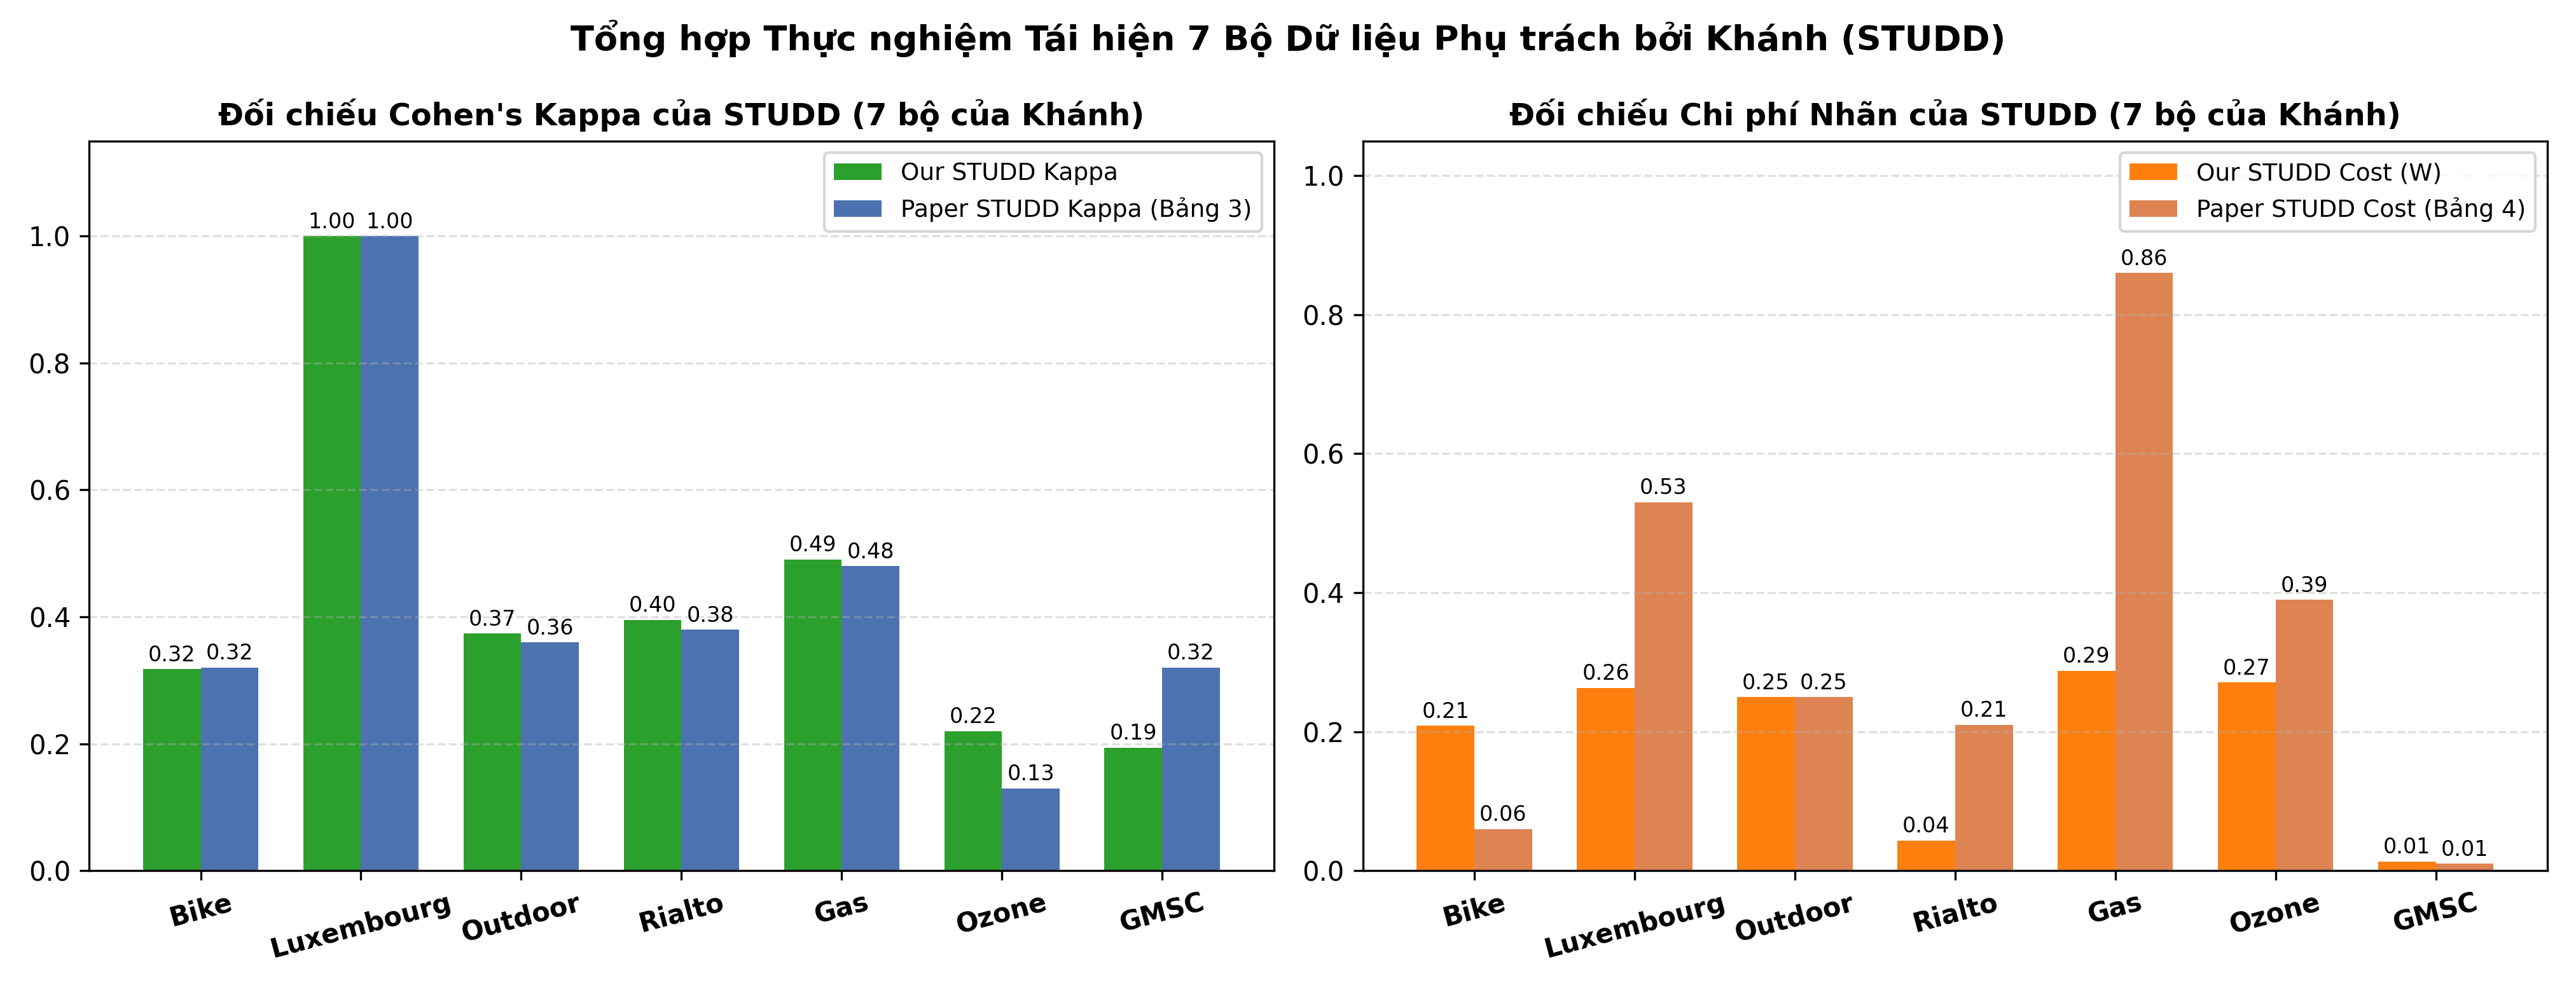 Tổng hợp Thực nghiệm Tái hiện 7 Bộ Dữ liệu Phụ trách bởi Khánh (STUDD)
Đối chiếu Cohen's Kappa của STUDD (7 bộ của Khánh)
Our STUDD Kappa
Paper STUDD Kappa (Bảng 3)
1.0
0.8
0.6
0.4
0.2
0.0
0.32 0.32
1.00 1.00
0.37 0.36
0.40 0.38
0.49 0.48
0.22 0.13
0.19 0.32
Bike Luxembourg Outdoor Rialto Gas Ozone GMSC
Đối chiếu Chi phí Nhãn của STUDD (7 bộ của Khánh)
Our STUDD Cost (W)
Paper STUDD Cost (Bảng 4)
1.0
0.8
0.6
0.4
0.2
0.0
0.21 0.06
0.26 0.53
0.25 0.25
0.04 0.21
0.29 0.86
0.27 0.39
0.01 0.01
Bike Luxembourg Outdoor Rialto Gas Ozone GMSC